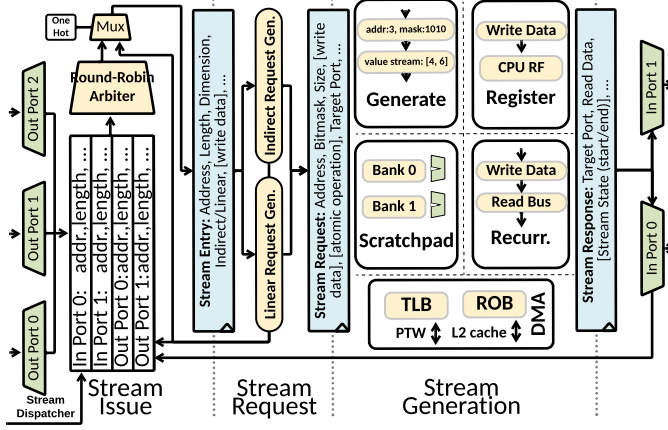 One
Hot
Mux
Round-Robin
Arbiter
Out Port 2
Out Port 1
Out Port 0
In Port 0: addr.,length, ...
In Port 1: addr.,length, ...
Out Port 0:addr.,length, ...
Out Port 1:addr.,length, ...
Stream
Dispatcher
Stream
Issue
Stream Entry: Address, Length, Dimension,
Indirect/Linear, [write data], ...
Indirect Request Gen.
Linear Request Gen.
Stream
Request
Stream Request: Address, Bitmask, Size, [write
data], [atomic operation], Target Port, ...
addr:3, mask:1010
value stream: [4, 6]
Generate
Write Data
CPU RF
Register
Bank 0
Bank 1
Scratchpad
Write Data
Read Bus
Recurr.
TLB
ROB
PTW
L2 cache
DMA
Stream
Generation
Stream Response: Target Port, Read Data,
[Stream State (start/end)], ...
In Port 1
In Port 0